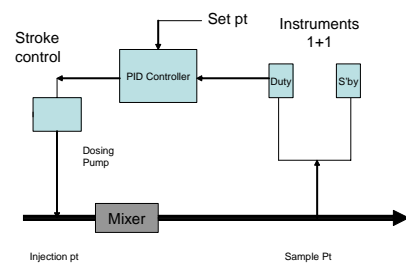 Set pt
Instruments
1+1
Stroke
control
PID Controller
Duty
S'by
Dosing
Pump
Mixer
Injection pt
Sample Pt